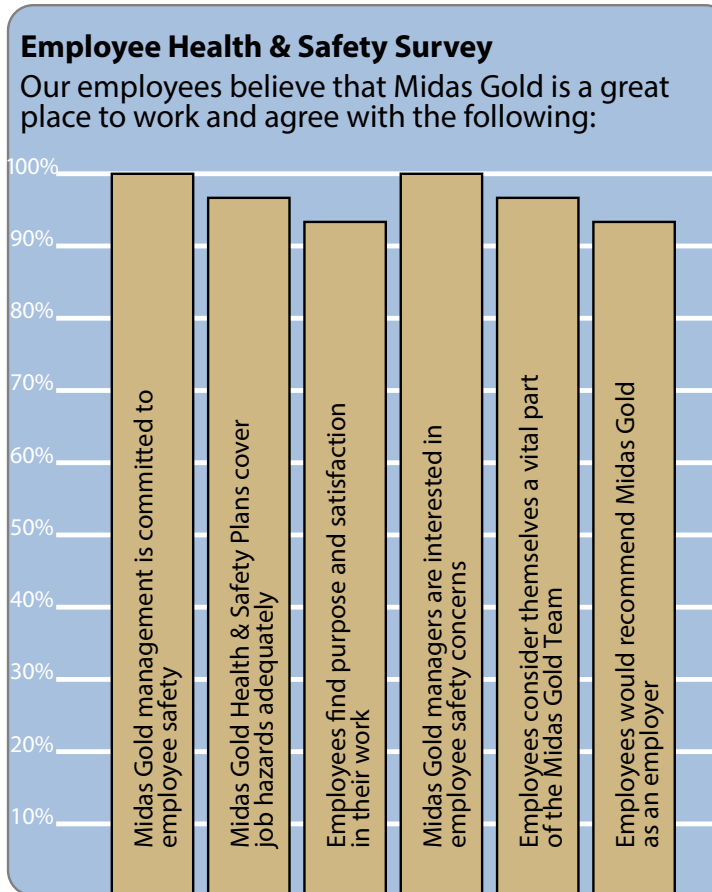 Employee Health & Safety Survey
Our employees believe that Midas Gold is a great
place to work and agree with the following:
100%
90%
80%
70%
60%
50%
40%
30%
20%
10%
Midas Gold management is committed to
employee safety
Midas Gold Health & Safety Plans cover
job hazards adequately
Employees find purpose and satisfaction
in their work
Midas Gold managers are interested in
employee safety concerns
Employees consider themselves a vital part
of the Midas Gold Team
Employees would recommend Midas Gold
as an employer